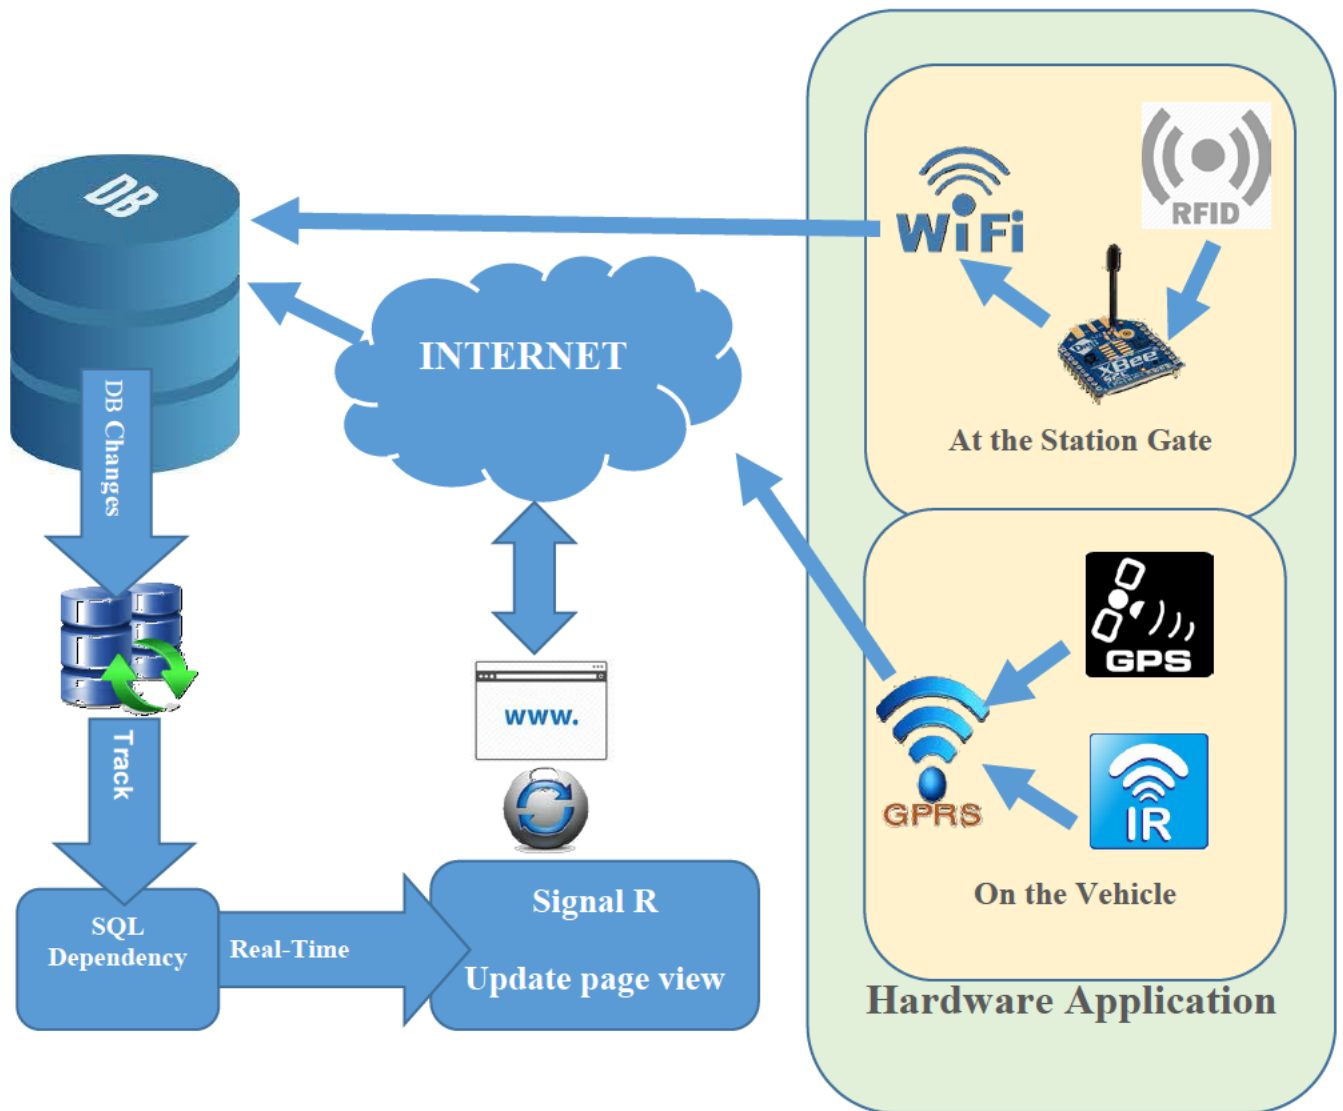 DB
DB Changes
Track
SQL
Dependency
Real-Time
Signal R
Update page view
INTERNET
www.
WiFi
RFID
XBee
At the Station Gate
GPS
GPRS
IR
On the Vehicle
Hardware Application